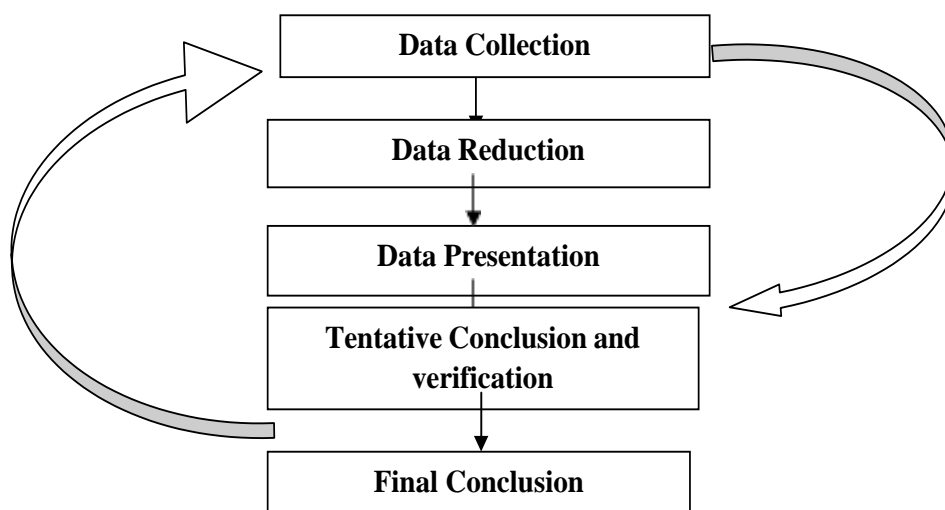 Data Collection
Data Reduction
Data Presentation
Tentative Conclusion and
verification
Final Conclusion